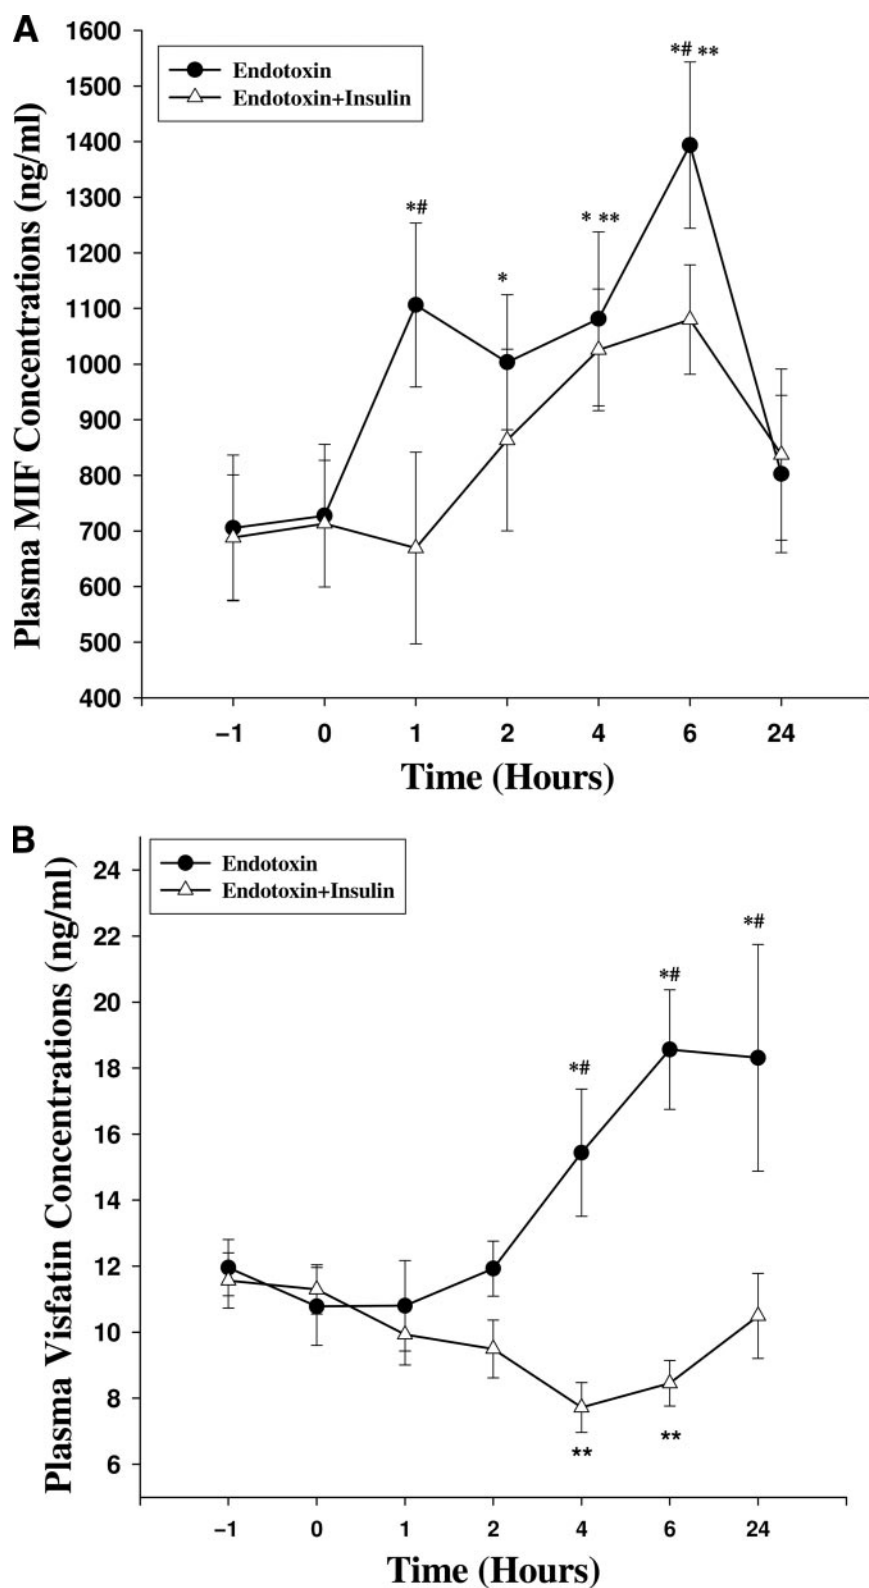 A
Plasma MIF Concentrations (ng/ml)
1600
1500
1400
1300
1200
1100
1000
900
800
700
600
500
400
Endotoxin
Endotoxin+Insulin
*#
*
* **
*# **
−1 0 1 2 4 6 24
Time (Hours)
B
Plasma Visfatin Concentrations (ng/ml)
24
22
20
18
16
14
12
10
8
6
Endotoxin
Endotoxin+Insulin
*#
*#
*#
**
**
−1 0 1 2 4 6 24
Time (Hours)